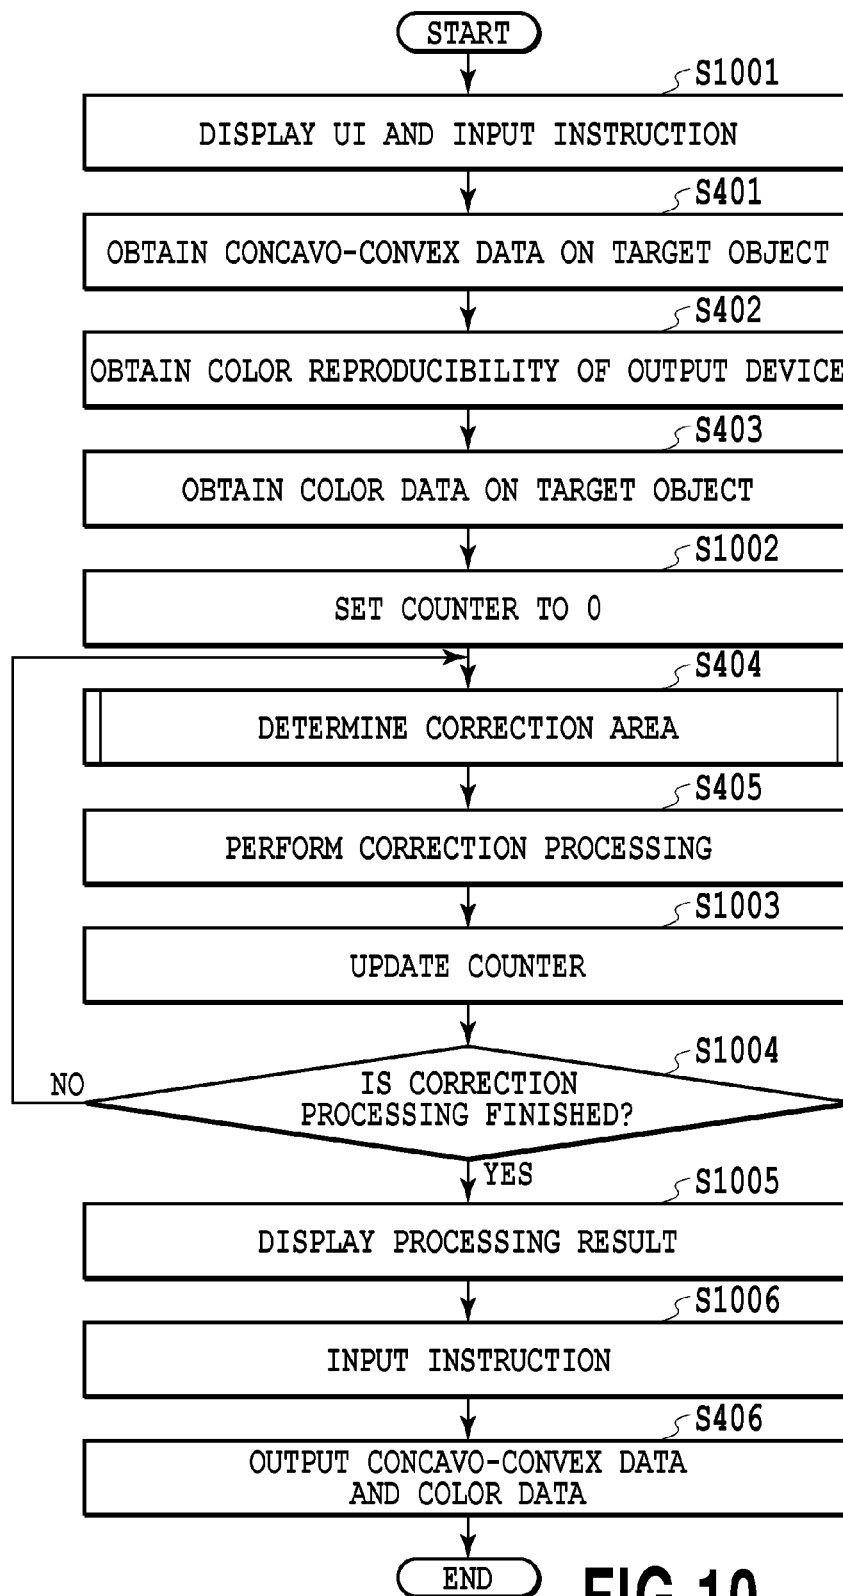 START
S1001
DISPLAY UI AND INPUT INSTRUCTION
S401
OBTAIN CONCAVO-CONVEX DATA ON TARGET OBJECT
S402
OBTAIN COLOR REPRODUCIBILITY OF OUTPUT DEVICE
S403
OBTAIN COLOR DATA ON TARGET OBJECT
S1002
SET COUNTER TO 0
S404
DETERMINE CORRECTION AREA
S405
PERFORM CORRECTION PROCESSING
S1003
UPDATE COUNTER
S1004
NO
IS CORRECTION
PROCESSING FINISHED?
YES
S1005
DISPLAY PROCESSING RESULT
S1006
INPUT INSTRUCTION
S406
OUTPUT CONCAVO-CONVEX DATA
AND COLOR DATA
END
FIG.10